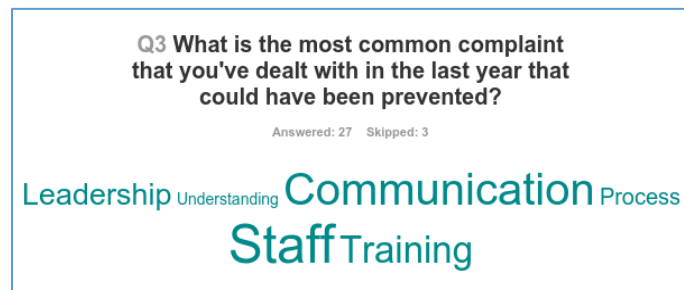 Q3 What is the most common complaint
that you've dealt with in the last year that
could have been prevented?
Answered: 27 Skipped: 3
Leadership Understanding Communication Process
Staff Training